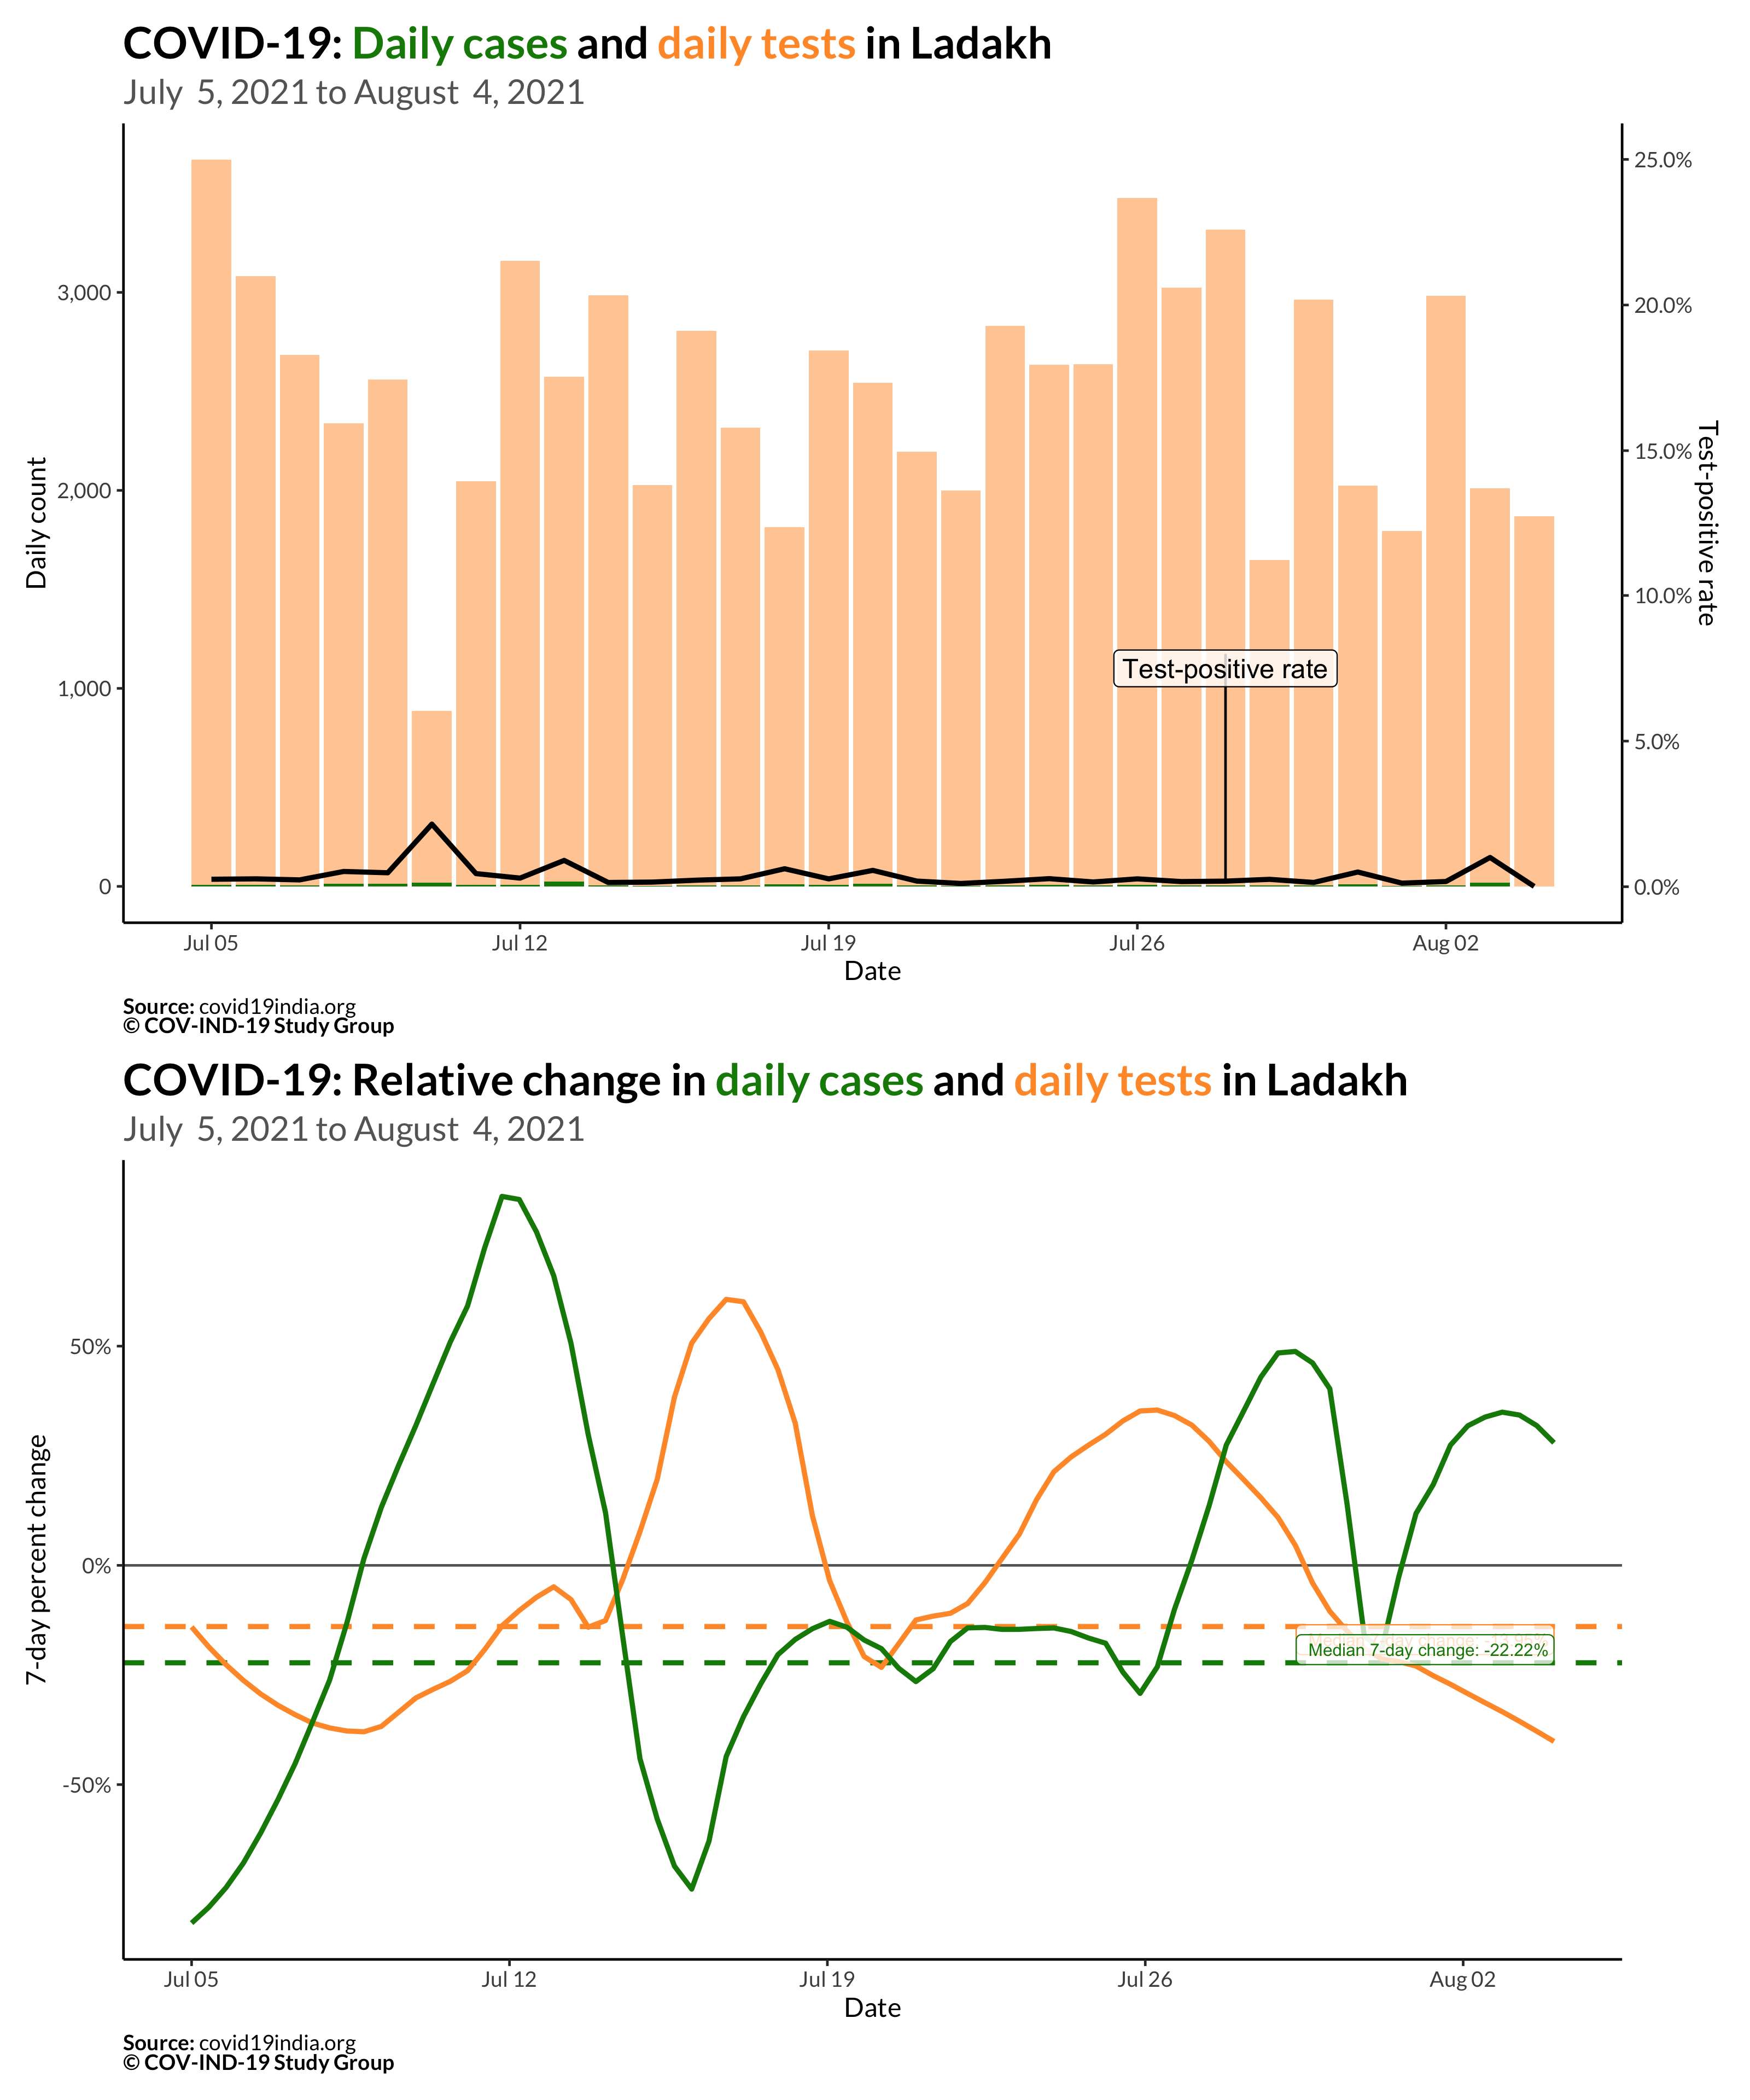 COVID-19: Daily cases and daily tests in Ladakh
July 5, 2021 to August 4, 2021
25.0%
20.0%
15.0%
10.0%
5.0%
0.0%
Test-positive rate
3,000
2,000
1,000
0
Daily count
Test-positive rate
Jul 05
Jul 12
Jul 19
Jul 26
Aug 02
Date
Source: covid19india.org
© COV-IND-19 Study Group
COVID-19: Relative change in daily cases and daily tests in Ladakh
July 5, 2021 to August 4, 2021
50%
0%
-50%
7-day percent change
Median 7-day change:
Median 7-day change: -22.22%
Jul 05
Jul 12
Jul 19
Jul 26
Aug 02
Date
Source: covid19india.org
© COV-IND-19 Study Group